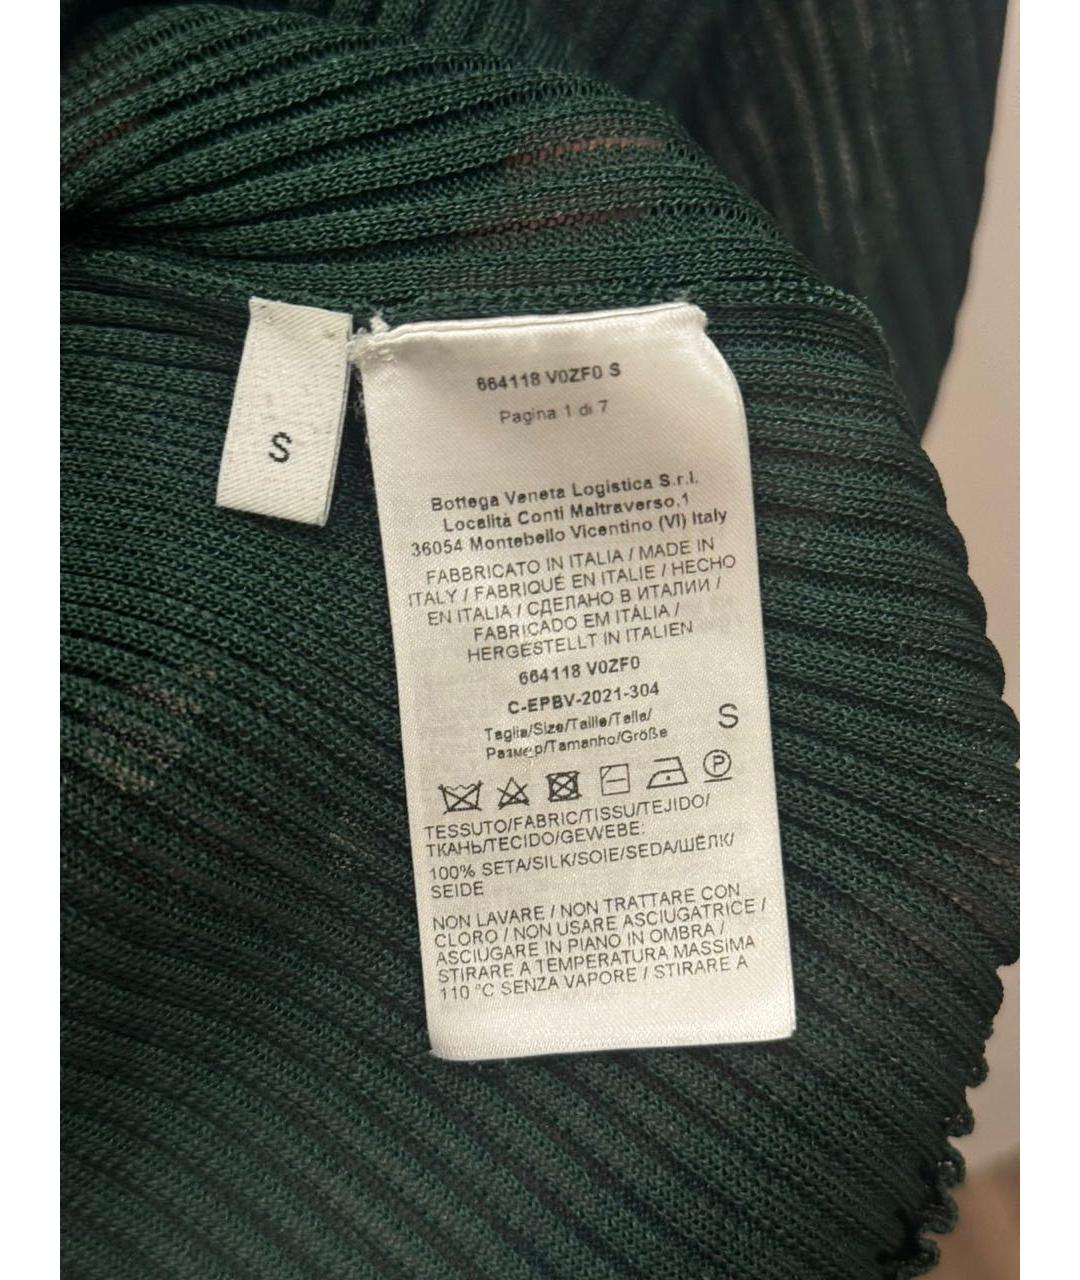 S
664118 V0ZF0 S
Pagina 1 di 7
Bottega Veneta Logistica S.r.l.
Località Conti Maltraverso,1
36054 Montebello Vicentino (VI) Italy
FABBRICATO IN ITALIA / MADE IN
ITALY / FABRIQUÉ EN ITALIE / HECHO
EN ITALIA / СДЕЛАНО В ИТАЛИИ /
FABRICADO EM ITÁLIA /
HERGESTELLT IN ITALIEN
664118 V0ZF0
C-EPBV-2021-304
Taglia/Size/Taille/Talla/
Размер/Tamanho/Größe
S
P
TESSUTO/FABRIC/TISSU/TEJIDO/
ТКАНЬ/TECIDO/GEWEBE:
100% SETA/SILK/SOIE/SEDA/ШЁЛК/
SEIDE
NON LAVARE / NON TRATTARE CON
CLORO / NON USARE ASCIUGATRICE /
ASCIUGARE IN PIANO IN OMBRA /
STIRARE A TEMPERATURA MASSIMA
110 °C SENZA VAPORE / STIRARE A